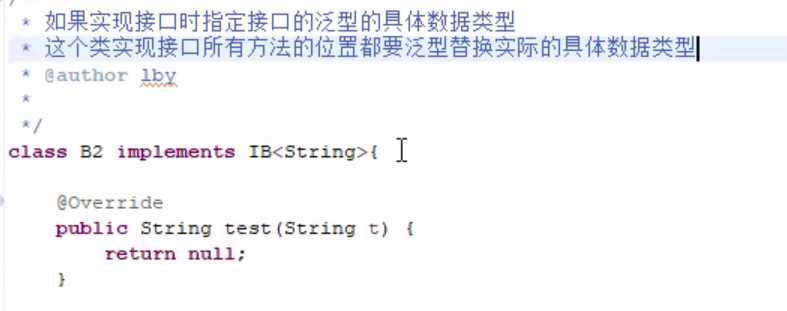 * 如果实现接口时指定接口的泛型的具体数据类型
* 这个类实现接口所有方法的位置都要泛型替换实际的具体数据类型
* @author lby
*
*/
class B2 implements IB<String>{
@Override
public String test(String t) {
return null;
}